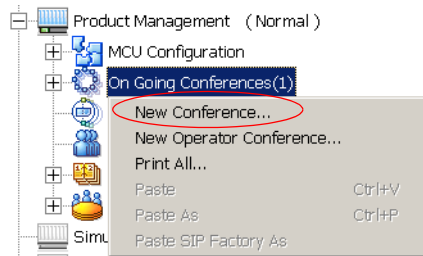 Product Management (Normal)
MCU Configuration
On Going Conferences(1)
New Conference...
New Operator Conference...
Print All...
Paste Ctrl+V
Paste As Ctrl+P
Simu
Paste SIP Factory As